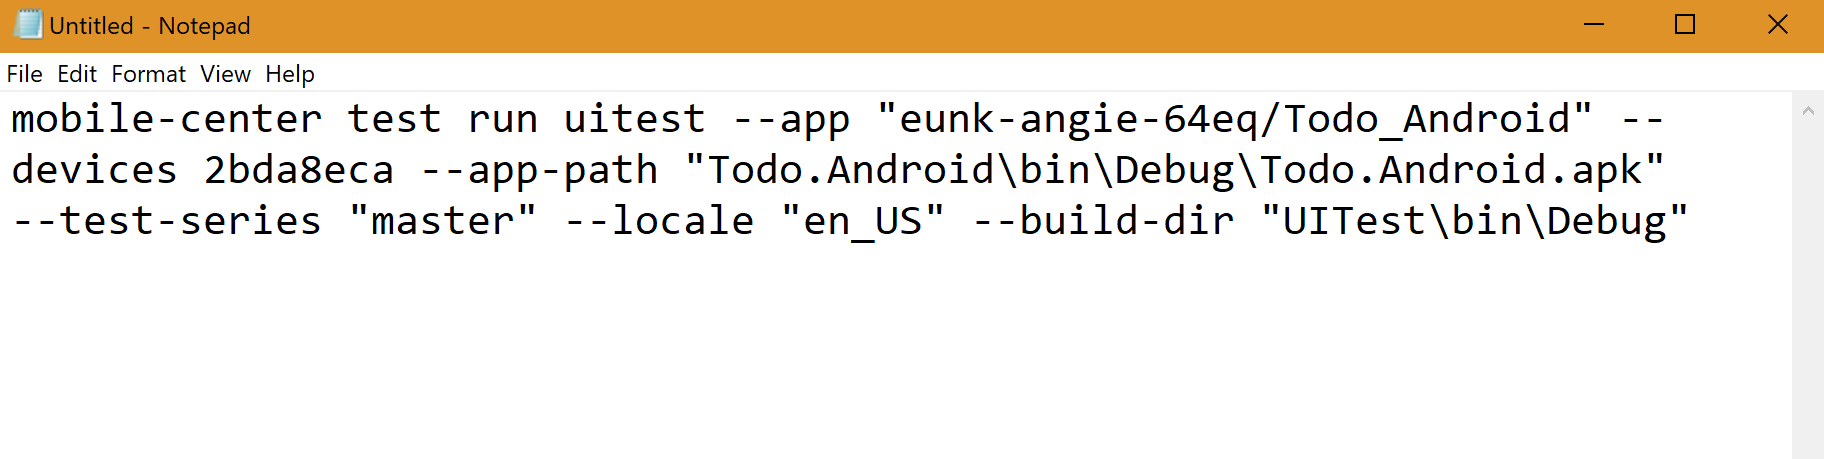 Untitled - Notepad
File Edit Format View Help
mobile-center test run uitest --app "eunk-angie-64eq/Todo_Android" --
devices 2bda8eca --app-path "Todo.Android\bin\Debug\Todo.Android.apk"
--test-series "master" --locale "en_US" --build-dir "UITest\bin\Debug"